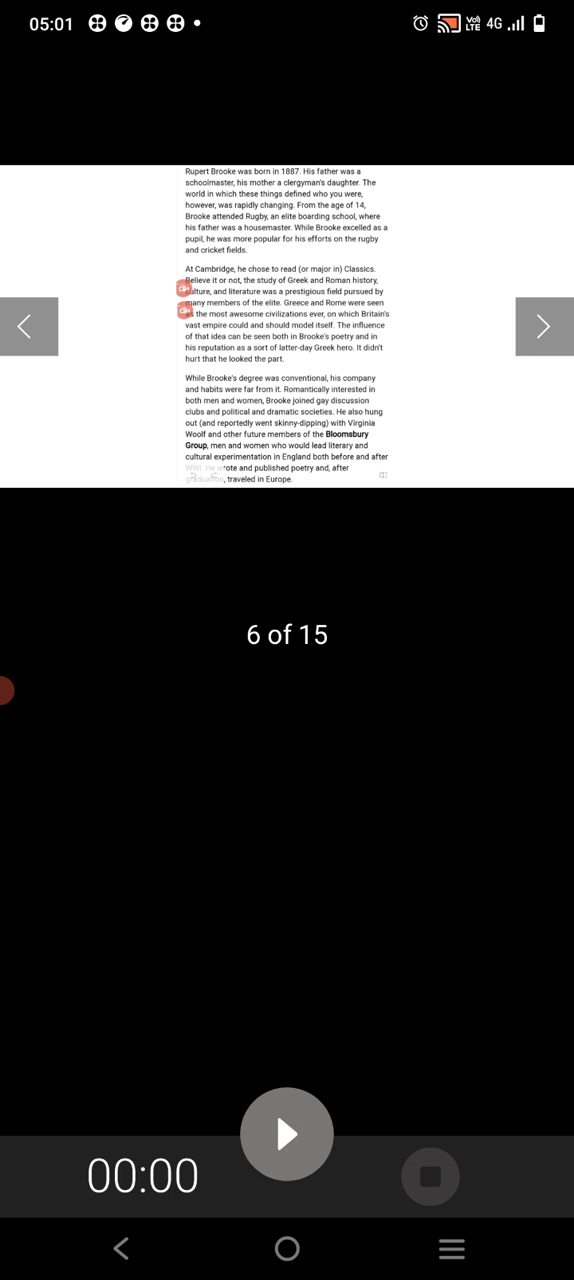 05:01
Vo)
LTE
4G
Rupert Brooke was born in 1887. His father was a
schoolmaster, his mother a clergyman's daughter. The
world in which these things defined who you were,
however, was rapidly changing. From the age of 14,
Brooke attended Rugby, an elite boarding school, where
his father was a housemaster. While Brooke excelled as a
pupil, he was more popular for his efforts on the rugby
and cricket fields.
At Cambridge, he chose to read (or major in) Classics.
Believe it or not, the study of Greek and Roman history,
culture, and literature was a prestigious field pursued by
many members of the elite. Greece and Rome were seen
as the most awesome civilizations ever, on which Britain's
vast empire could and should model itself. The influence
of that idea can be seen both in Brooke's poetry and in
his reputation as a sort of latter-day Greek hero. It didn't
hurt that he looked the part.
While Brooke's degree was conventional, his company
and habits were far from it. Romantically interested in
both men and women, Brooke joined gay discussion
clubs and political and dramatic societies. He also hung
out (and reportedly went skinny-dipping) with Virginia
Woolf and other future members of the Bloomsbury
Group, men and women who would lead literary and
cultural experimentation in England both before and after
WWI. He wrote and published poetry and, after
graduation, traveled in Europe.
6 of 15
00:00